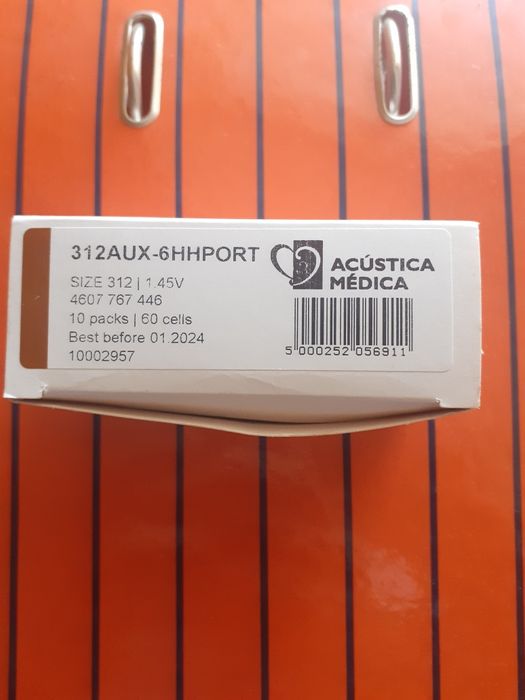 312AUX-6HHPORT
SIZE 312 | 1.45V
4607 767 446
10 packs | 60 cells
Best before 01.2024
10002957
ACÚSTICA
MÉDICA
5 000252 056911